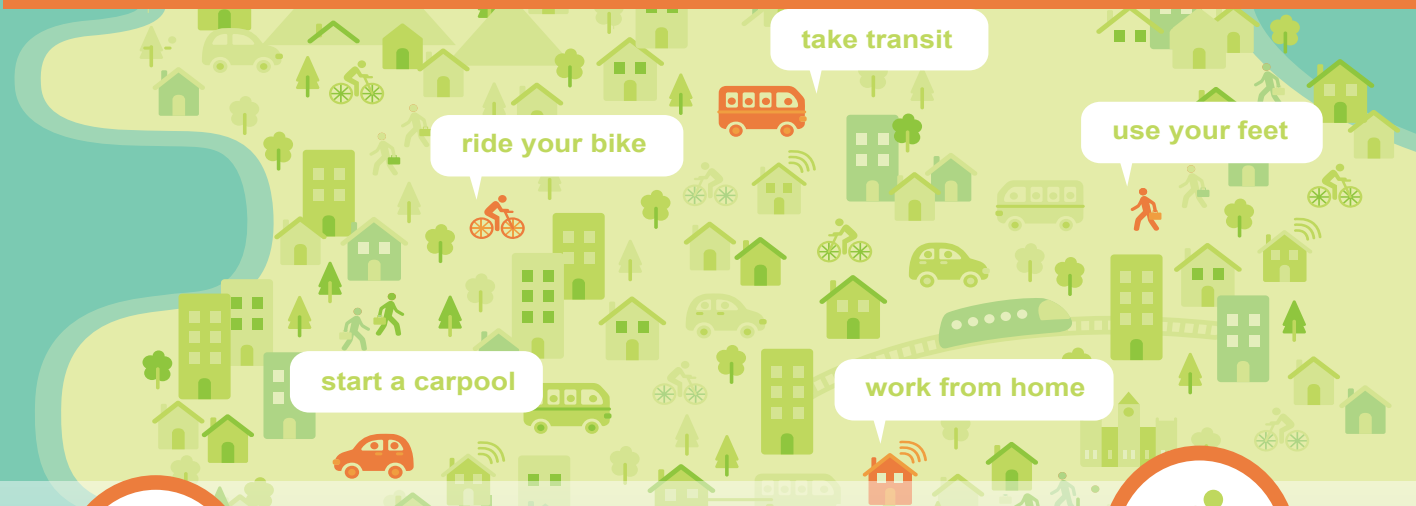 take transit
ride your bike
use your feet
start a carpool
work from home